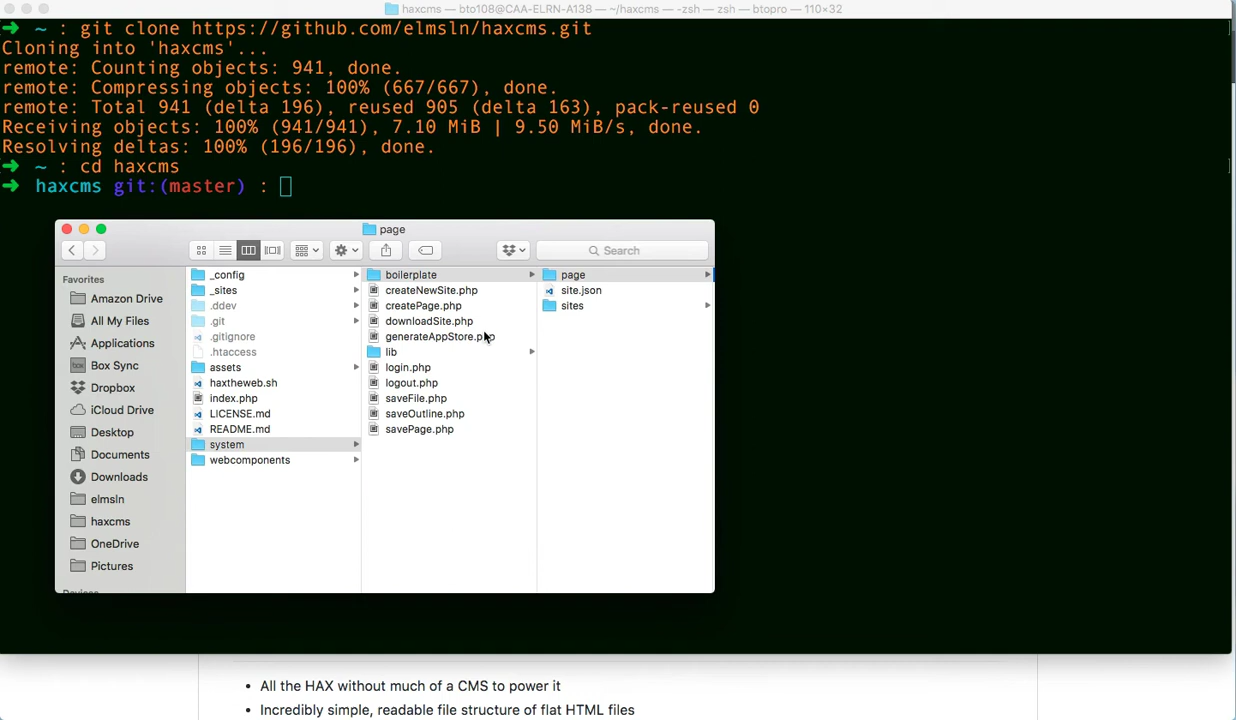 haxcms — bto108@CAA-ELRN-A138 — ~/haxcms — -zsh — zsh — btopro — 110×32
➜ ~ : git clone https://github.com/elmsln/haxcms.git
Cloning into 'haxcms'...
remote: Counting objects: 941, done.
remote: Compressing objects: 100% (667/667), done.
remote: Total 941 (delta 196), reused 905 (delta 163), pack-reused 0
Receiving objects: 100% (941/941), 7.10 MiB | 9.50 MiB/s, done.
Resolving deltas: 100% (196/196), done.
➜ ~ : cd haxcms
➜ haxcms git:(master) :
page
Search
Favorites
Amazon Drive
All My Files
Applications
Box Sync
Dropbox
iCloud Drive
Desktop
Documents
Downloads
elmsln
haxcms
OneDrive
Pictures
Devices
_config
_sites
.ddev
.git
.gitignore
.htaccess
assets
haxtheweb.sh
index.php
LICENSE.md
README.md
system
webcomponents
boilerplate
createNewSite.php
createPage.php
downloadSite.php
generateAppStore.php
lib
login.php
logout.php
saveFile.php
saveOutline.php
savePage.php
page
site.json
sites
• All the HAX without much of a CMS to power it
• Incredibly simple, readable file structure of flat HTML files